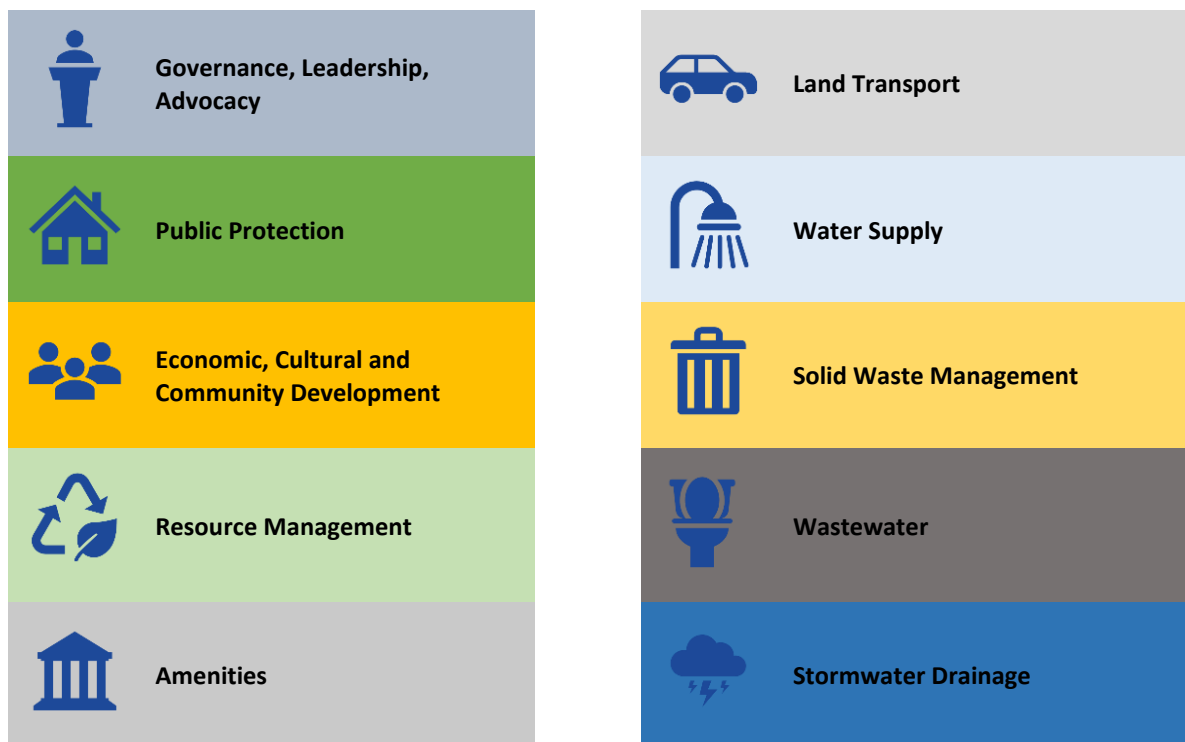 Governance, Leadership,
Advocacy
Public Protection
Economic, Cultural and
Community Development
Resource Management
Amenities
Land Transport
Water Supply
Solid Waste Management
Wastewater
Stormwater Drainage